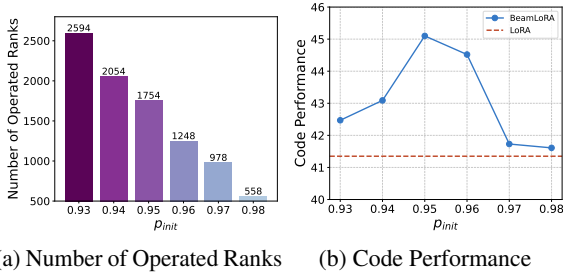 Number of Operated Ranks
2500
2000
1500
1000
500
2594
2054
1754
1248
978
558
0.93 0.94 0.95 0.96 0.97 0.98
p_init
Code Performance
46
45
44
43
42
41
40
BeamLoRA
LoRA
0.93 0.94 0.95 0.96 0.97 0.98
p_init
a) Number of Operated Ranks
(b) Code Performance